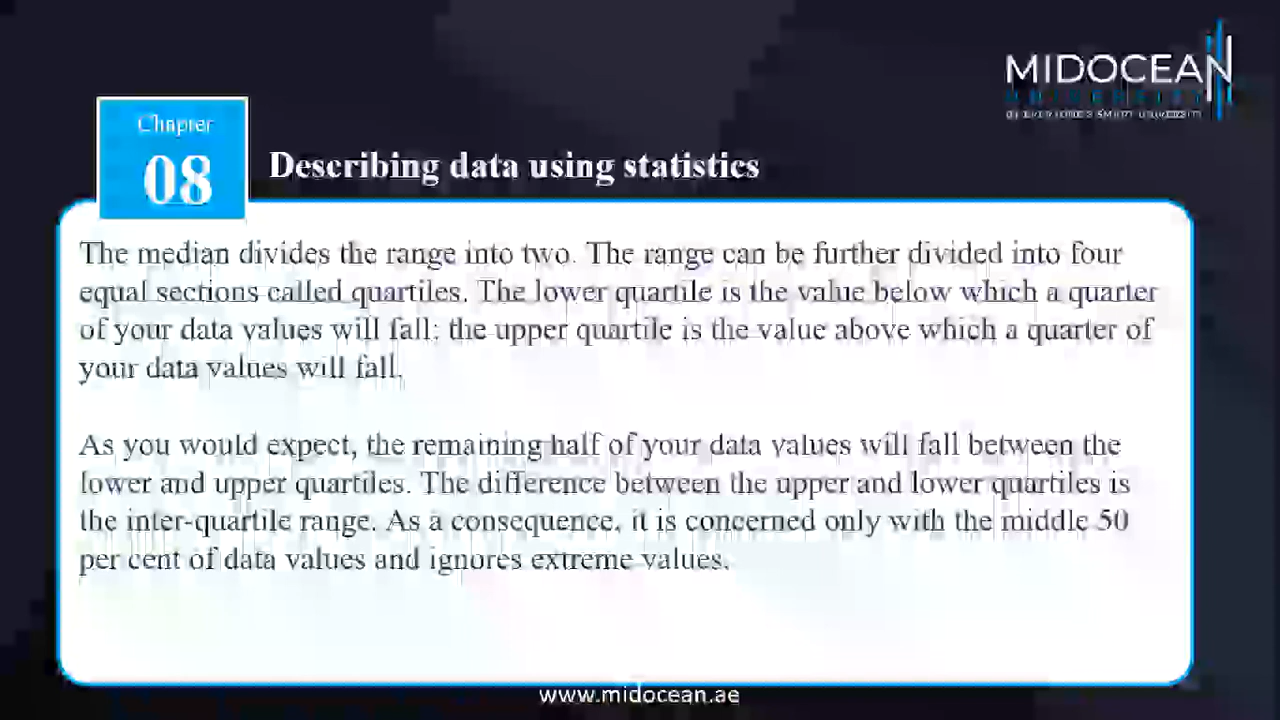 MIDOCEAN
UNIVERSITY
Chapter
08
Describing data using statistics
The median divides the range into two. The range can be further divided into four
equal sections called quartiles. The lower quartile is the value below which a quarter
of your data values will fall; the upper quartile is the value above which a quarter of
your data values will fall.
As you would expect, the remaining half of your data values will fall between the
lower and upper quartiles. The difference between the upper and lower quartiles is
the inter-quartile range. As a consequence, it is concerned only with the middle 50
per cent of data values and ignores extreme values.
www.midocean.ae